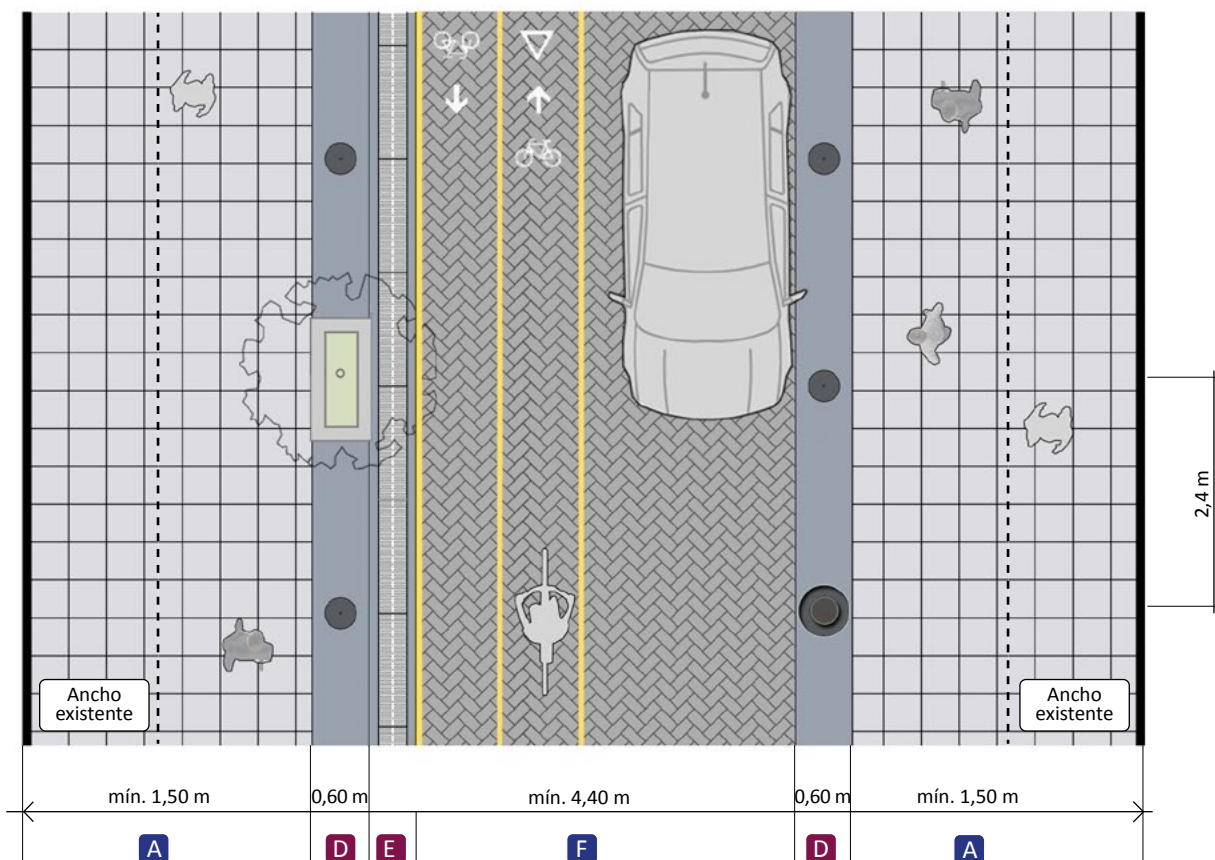 Ancho
existente
Ancho
existente
2,4 m
mín. 1,50 m
0,60 m
mín. 4,40 m
0,60 m
mín. 1,50 m
A
D
E
F
D
A